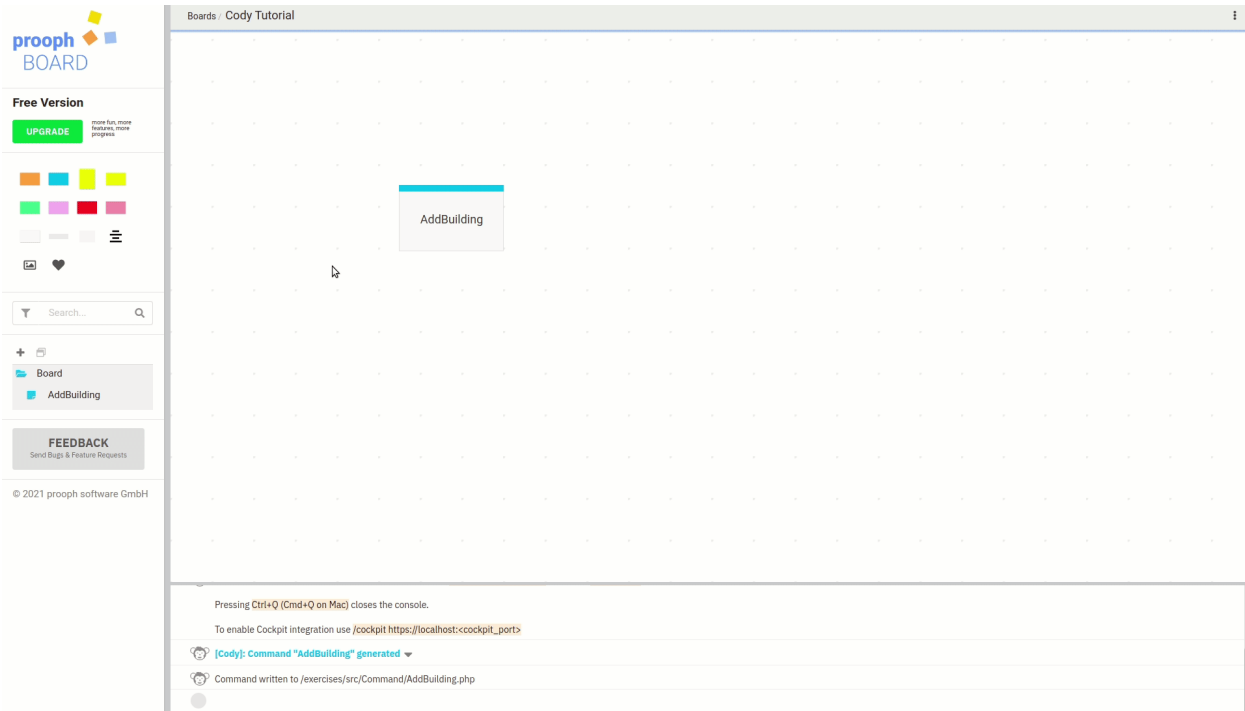 prooph
BOARD
Free Version
UPGRADE
more fun, more
features, more
progress
Search...
Board
AddBuilding
FEEDBACK
Send Bugs & Feature Requests
© 2021 prooph software GmbH
Boards / Cody Tutorial
AddBuilding
Pressing Ctrl+Q (Cmd+Q on Mac) closes the console.
To enable Cockpit integration use /cockpit https://localhost:<cockpit_port>
[Cody]: Command "AddBuilding" generated
Command written to /exercises/src/Command/AddBuilding.php